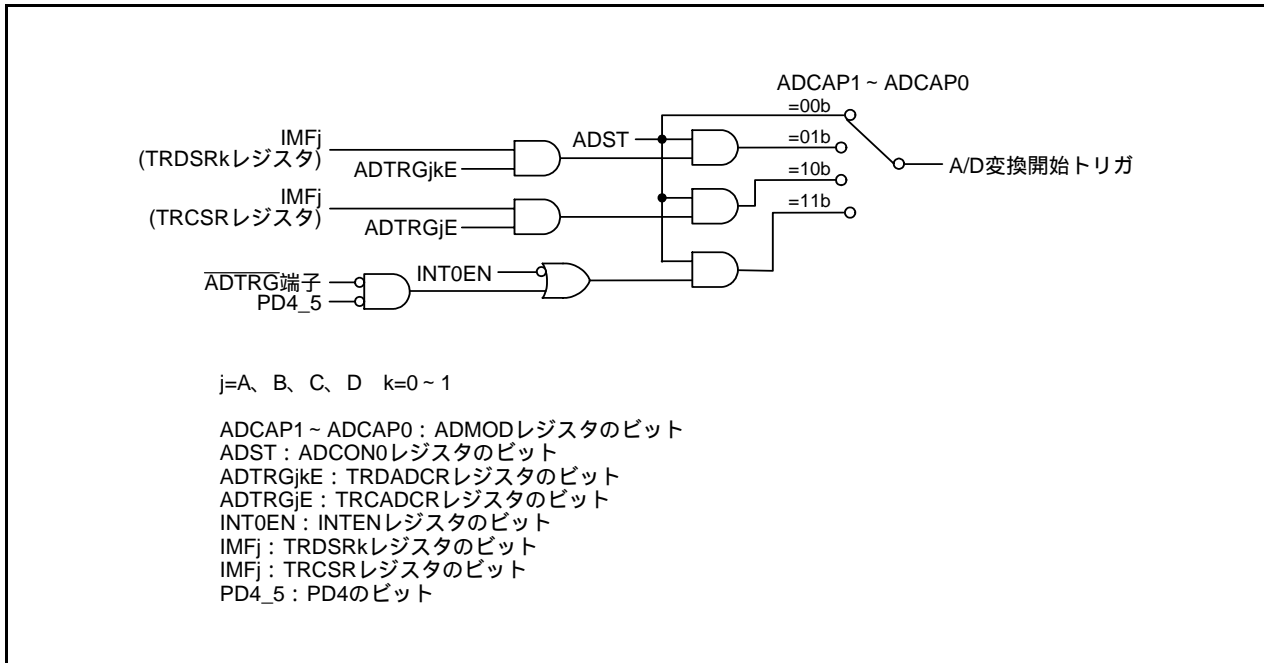 ADCAP1 ~ ADCAP0
=00b
IMFj
(TRDSRkレジスタ)
ADTRGjkE
ADST
=01b
A/D変換開始トリガ
=10b
IMFj
(TRCSRレジスタ)
ADTRGjE
=11b
ADTRG端子
PD4_5
INT0EN
j=A、B、C、D k=0 ~ 1
ADCAP1 ~ ADCAP0：ADMODレジスタのビット
ADST：ADCON0レジスタのビット
ADTRGjkE：TRDADCRレジスタのビット
ADTRGjE：TRCADCRレジスタのビット
INT0EN：INTENレジスタのビット
IMFj：TRDSRkレジスタのビット
IMFj：TRCSRレジスタのビット
PD4_5：PD4のビット